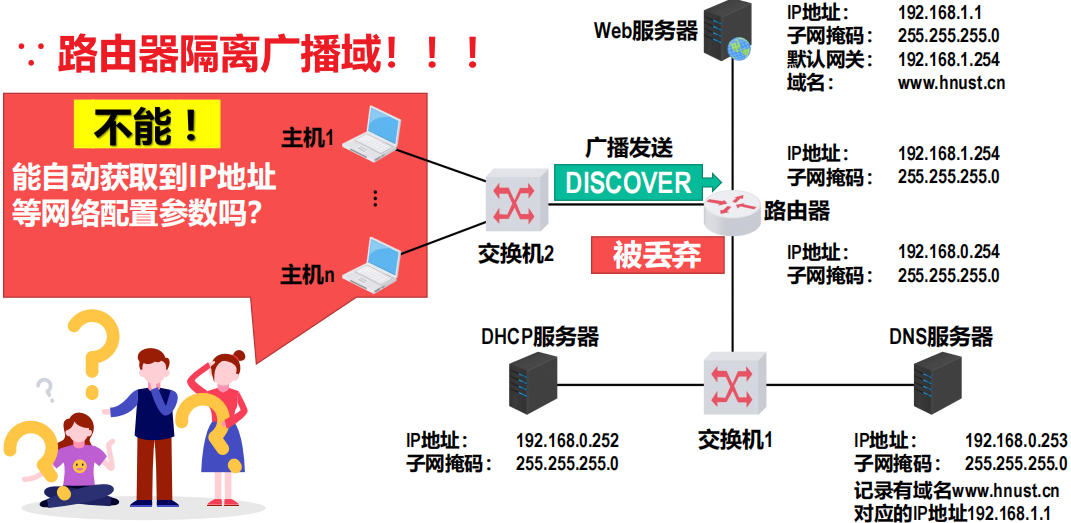 ∵ 路由器隔离广播域！！！
不能！
能自动获取到IP地址
等网络配置参数吗？
主机1
⋮
主机n
交换机2
广播发送
DISCOVER
被丢弃
路由器
Web服务器
IP地址： 192.168.1.1
子网掩码： 255.255.255.0
默认网关： 192.168.1.254
域名： www.hnust.cn
IP地址： 192.168.1.254
子网掩码： 255.255.255.0
IP地址： 192.168.0.254
子网掩码： 255.255.255.0
DHCP服务器
IP地址： 192.168.0.252
子网掩码： 255.255.255.0
交换机1
DNS服务器
IP地址： 192.168.0.253
子网掩码： 255.255.255.0
记录有域名www.hnust.cn
对应的IP地址192.168.1.1